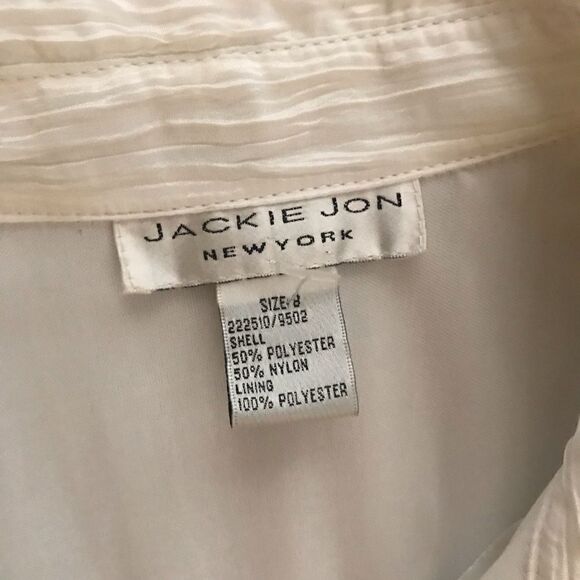 JACKIE JON
NEW YORK
SIZE: 8
222510/9502
SHELL
50% POLYESTER
50% NYLON
LINING
100% POLYESTER